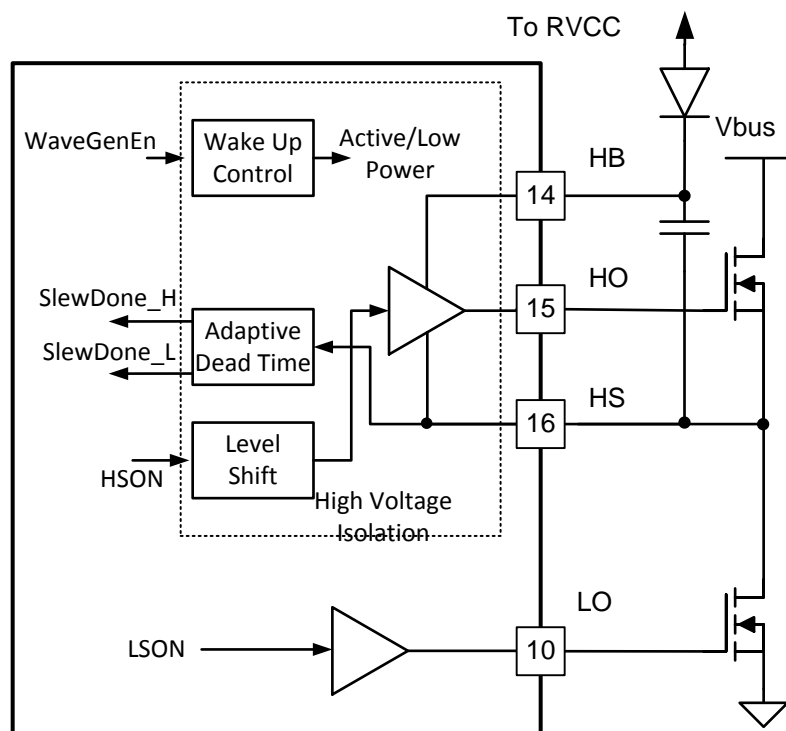 To RVCC
Vbus
WaveGenEn
Wake Up
Control
Active/Low
Power
HB
14
SlewDone_H
SlewDone_L
Adaptive
Dead Time
HO
15
HS
16
HSON
Level
Shift
High Voltage
Isolation
LO
LSON
10